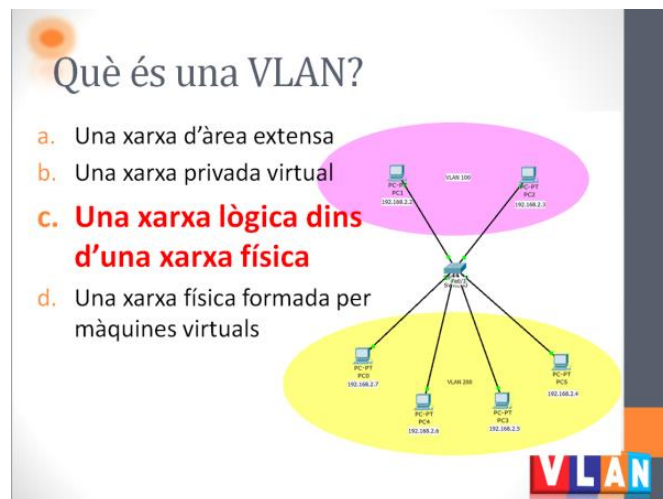 Què és una VLAN?
a. Una xarxa d'àrea extensa
b. Una xarxa privada virtual
c. Una xarxa lògica dins
d'una xarxa física
d. Una xarxa física formada per
màquines virtuals
VLAN 100
PC-PT
PC1
192.168.2.2
PC-PT
PC2
192.168.2.3
PC-PT
PC0
192.168.2.7
VLAN 200
PC-PT
PC4
192.168.2.6
PC-PT
PC3
192.168.2.5
PC-PT
PC5
192.168.2.4
VLAN